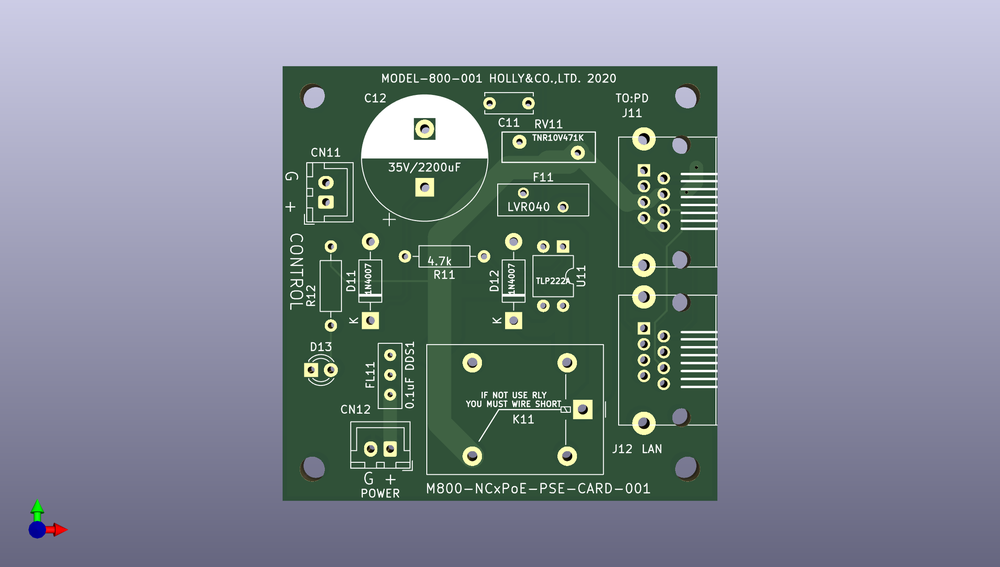 MODEL-800-001 HOLLY&CO.,LTD. 2020
C12
TO:PD
J11
C11
RV11
TNR10V471K
CN11
35V/2200uF
F11
G +
LVR040
+
CONTROL
4.7k
R11
D11
1N4007
D12
1N4007
TLP222A
U11
R12
K
K
D13
FL11
0.1uF DDS1
IF NOT USE RLY
YOU MUST WIRE SHORT
K11
CN12
J12 LAN
G +
POWER
M800-NCxPoE-PSE-CARD-001